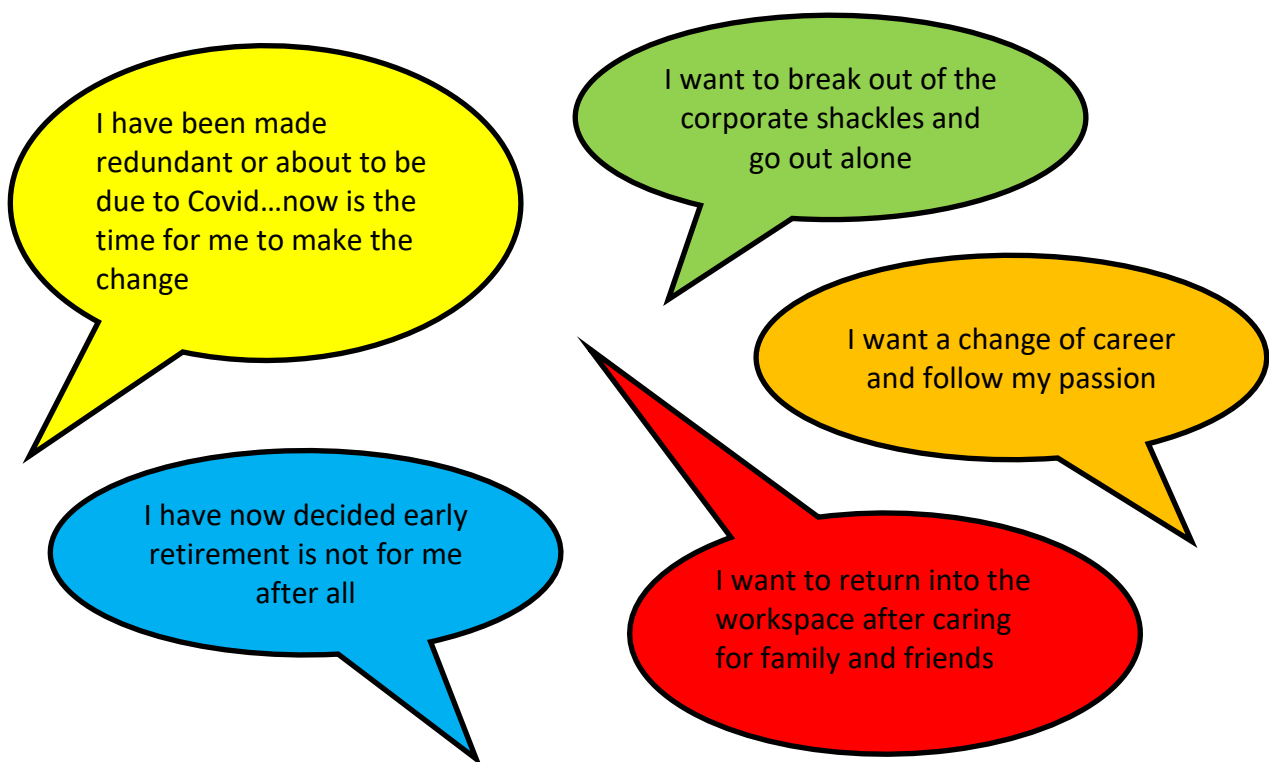 I have been made
redundant or about to be
due to Covid…now is the
time for me to make the
change
I want to break out of the
corporate shackles and
go out alone
I want a change of career
and follow my passion
I have now decided early
retirement is not for me
after all
I want to return into the
workspace after caring
for family and friends